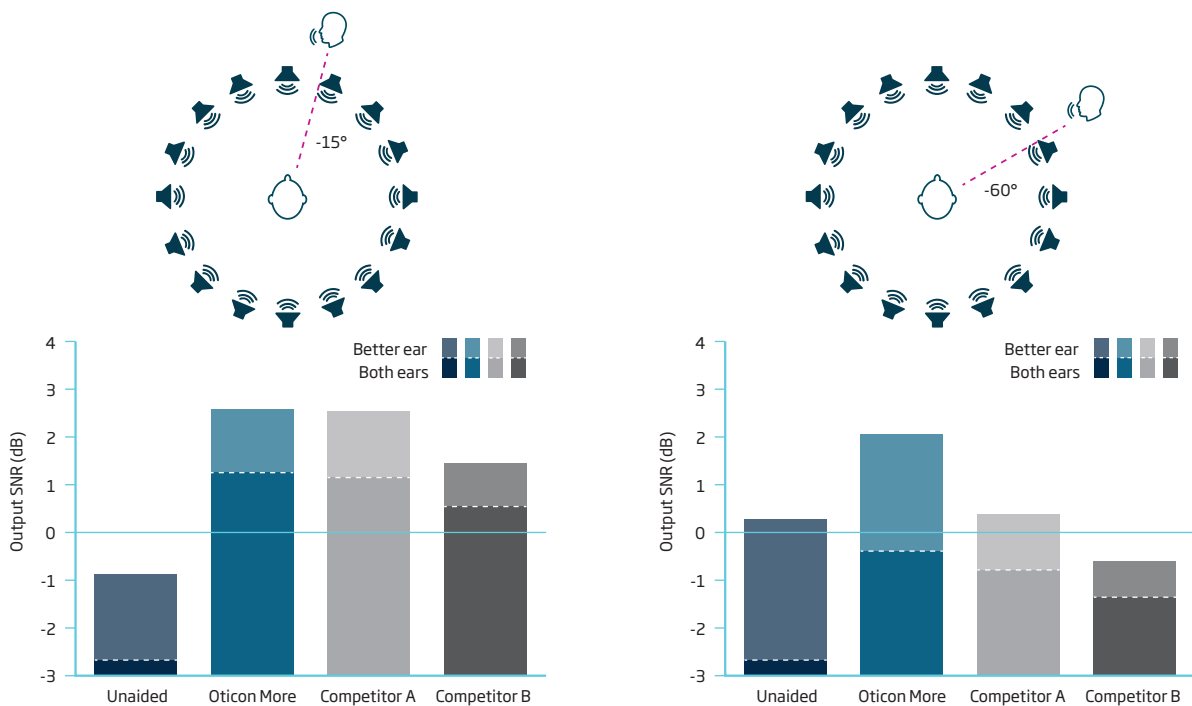 -15°
4
3
2
1
0
-1
-2
-3
Output SNR (dB)
Better ear
Both ears
Unaided
Oticon More
Competitor A
Competitor B
-60°
4
3
2
1
0
-1
-2
-3
Output SNR (dB)
Better ear
Both ears
Unaided
Oticon More
Competitor A
Competitor B